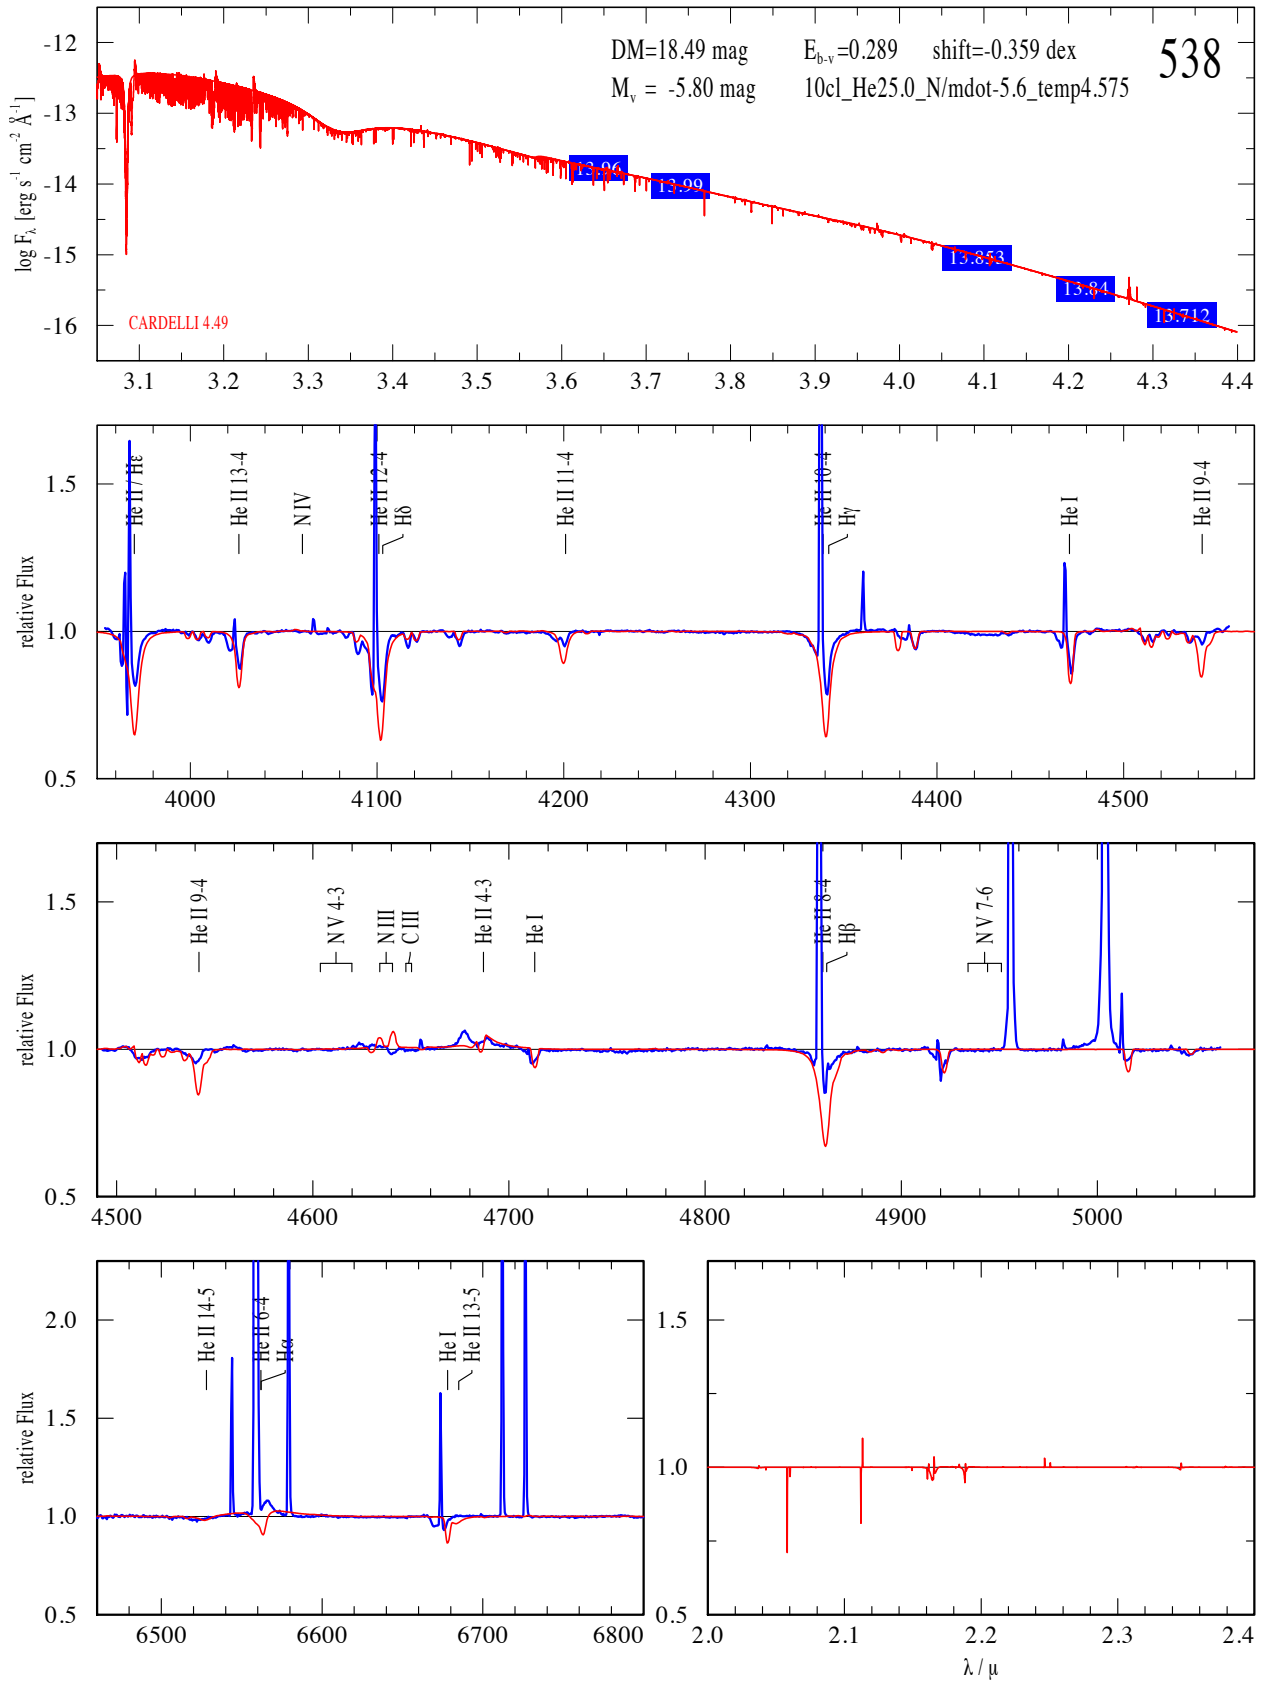 DM=18.49 mag E_b-v=0.289 shift=-0.359 dex 538
M_v = -5.80 mag 10cl_He25.0_N/mdot-5.6_temp4.575
log F_λ [erg s⁻¹ cm⁻² Å⁻¹]
-12
-13
-14
-15
-16
13.96
13.99
13.853
13.84
13.712
CARDELLI 4.49
3.1 3.2 3.3 3.4 3.5 3.6 3.7 3.8 3.9 4.0 4.1 4.2 4.3 4.4
relative Flux
1.5
1.0
0.5
He II / Hε
He II 13-4
N IV
He II 12-4
Hδ
He II 11-4
He II 10-4
Hγ
He I
He II 9-4
4000 4100 4200 4300 4400 4500
relative Flux
1.5
1.0
0.5
He II 9-4
N V 4-3
N III
C III
He II 4-3
He I
He II 8-4
Hβ
N V 7-6
4500 4600 4700 4800 4900 5000
relative Flux
2.0
1.5
1.0
0.5
He II 14-5
He II 6-4
Hα
He I
He II 13-5
6500 6600 6700 6800
1.5
1.0
0.5
2.0 2.1 2.2 2.3 2.4
λ / μ